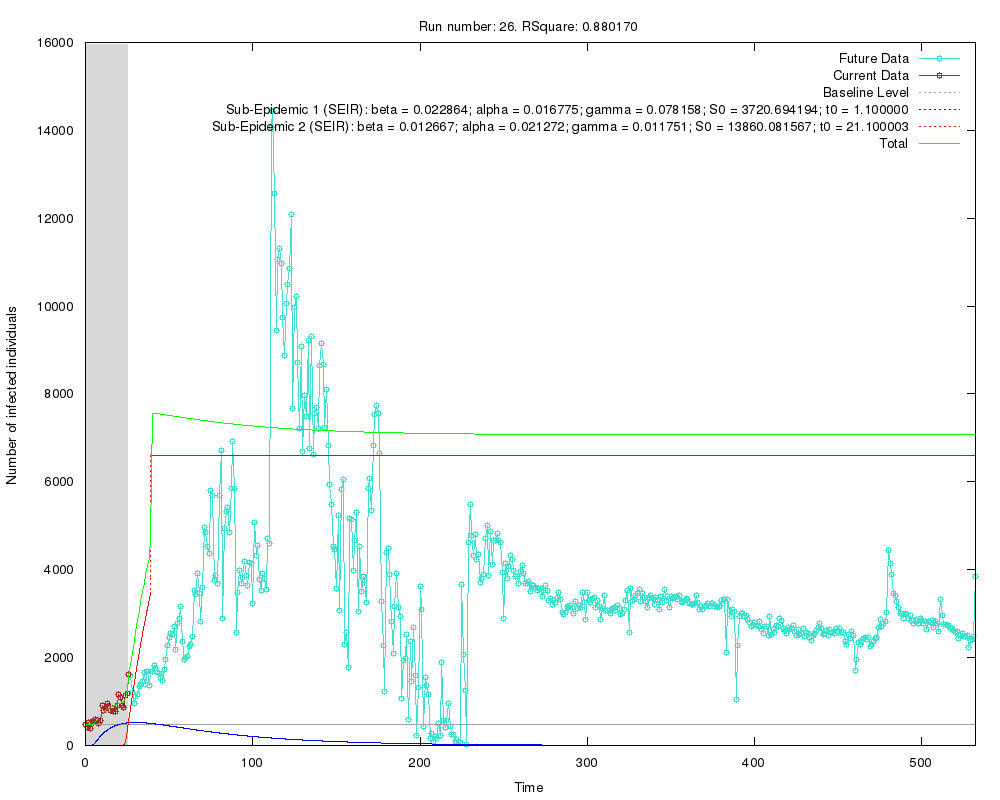 Run number: 26. RSquare: 0.880170
16000
14000
12000
10000
8000
6000
4000
2000
0
Number of infected individuals
Future Data
Current Data
Baseline Level
Sub-Epidemic 1 (SEIR): beta = 0.022864; alpha = 0.016775; gamma = 0.078158; S0 = 3720.694194; t0 = 1.100000
Sub-Epidemic 2 (SEIR): beta = 0.012667; alpha = 0.021272; gamma = 0.011751; S0 = 13860.081567; t0 = 21.100003
Total
0 100 200 300 400 500
Time